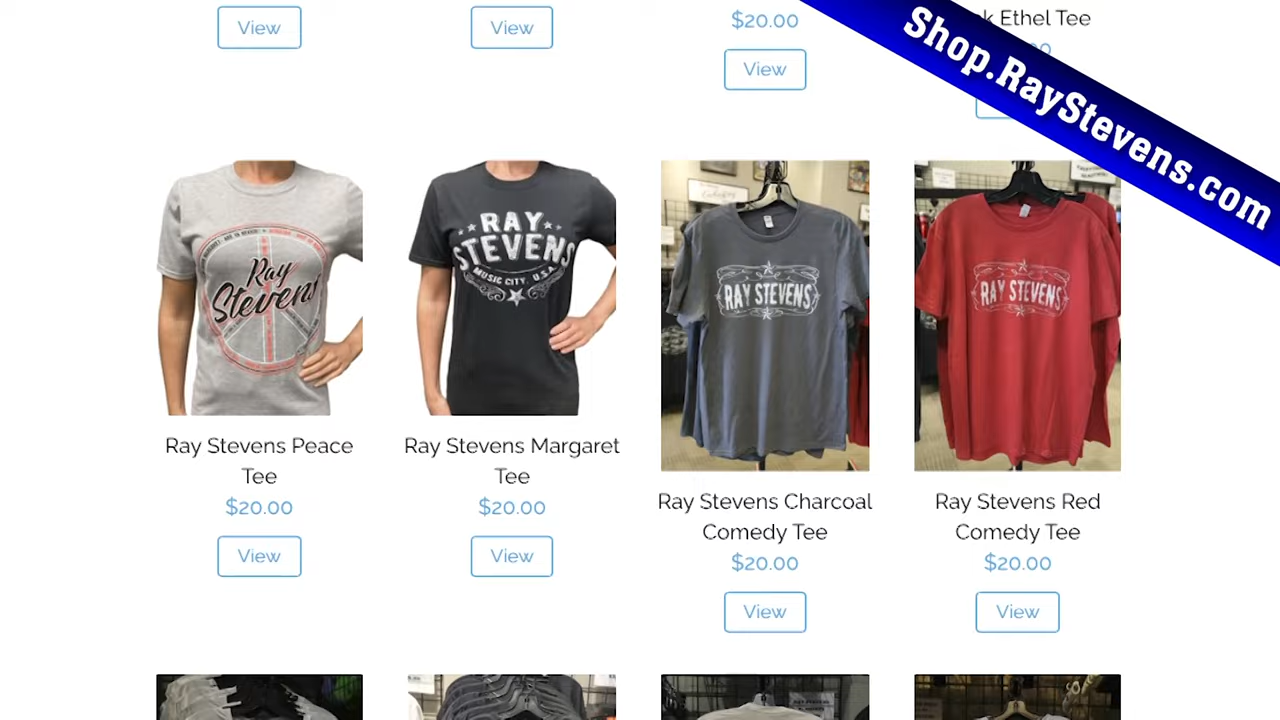 View
View
$20.00
View
Ethel Tee
Shop.RayStevens.com
Ray
Stevens
RAY
STEVENS
MUSIC CITY, U.S.A.
RAY STEVENS
RAY STEVENS
Ray Stevens Peace
Tee
$20.00
View
Ray Stevens Margaret
Tee
$20.00
View
Ray Stevens Charcoal
Comedy Tee
$20.00
View
Ray Stevens Red
Comedy Tee
$20.00
View